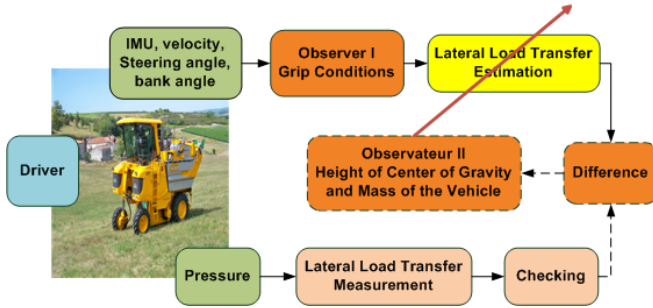 IMU, velocity,
Steering angle,
bank angle
Observer I
Grip Conditions
Lateral Load Transfer
Estimation
Driver
Observateur II
Height of Center of Gravity
and Mass of the Vehicle
Difference
Pressure
Lateral Load Transfer
Measurement
Checking